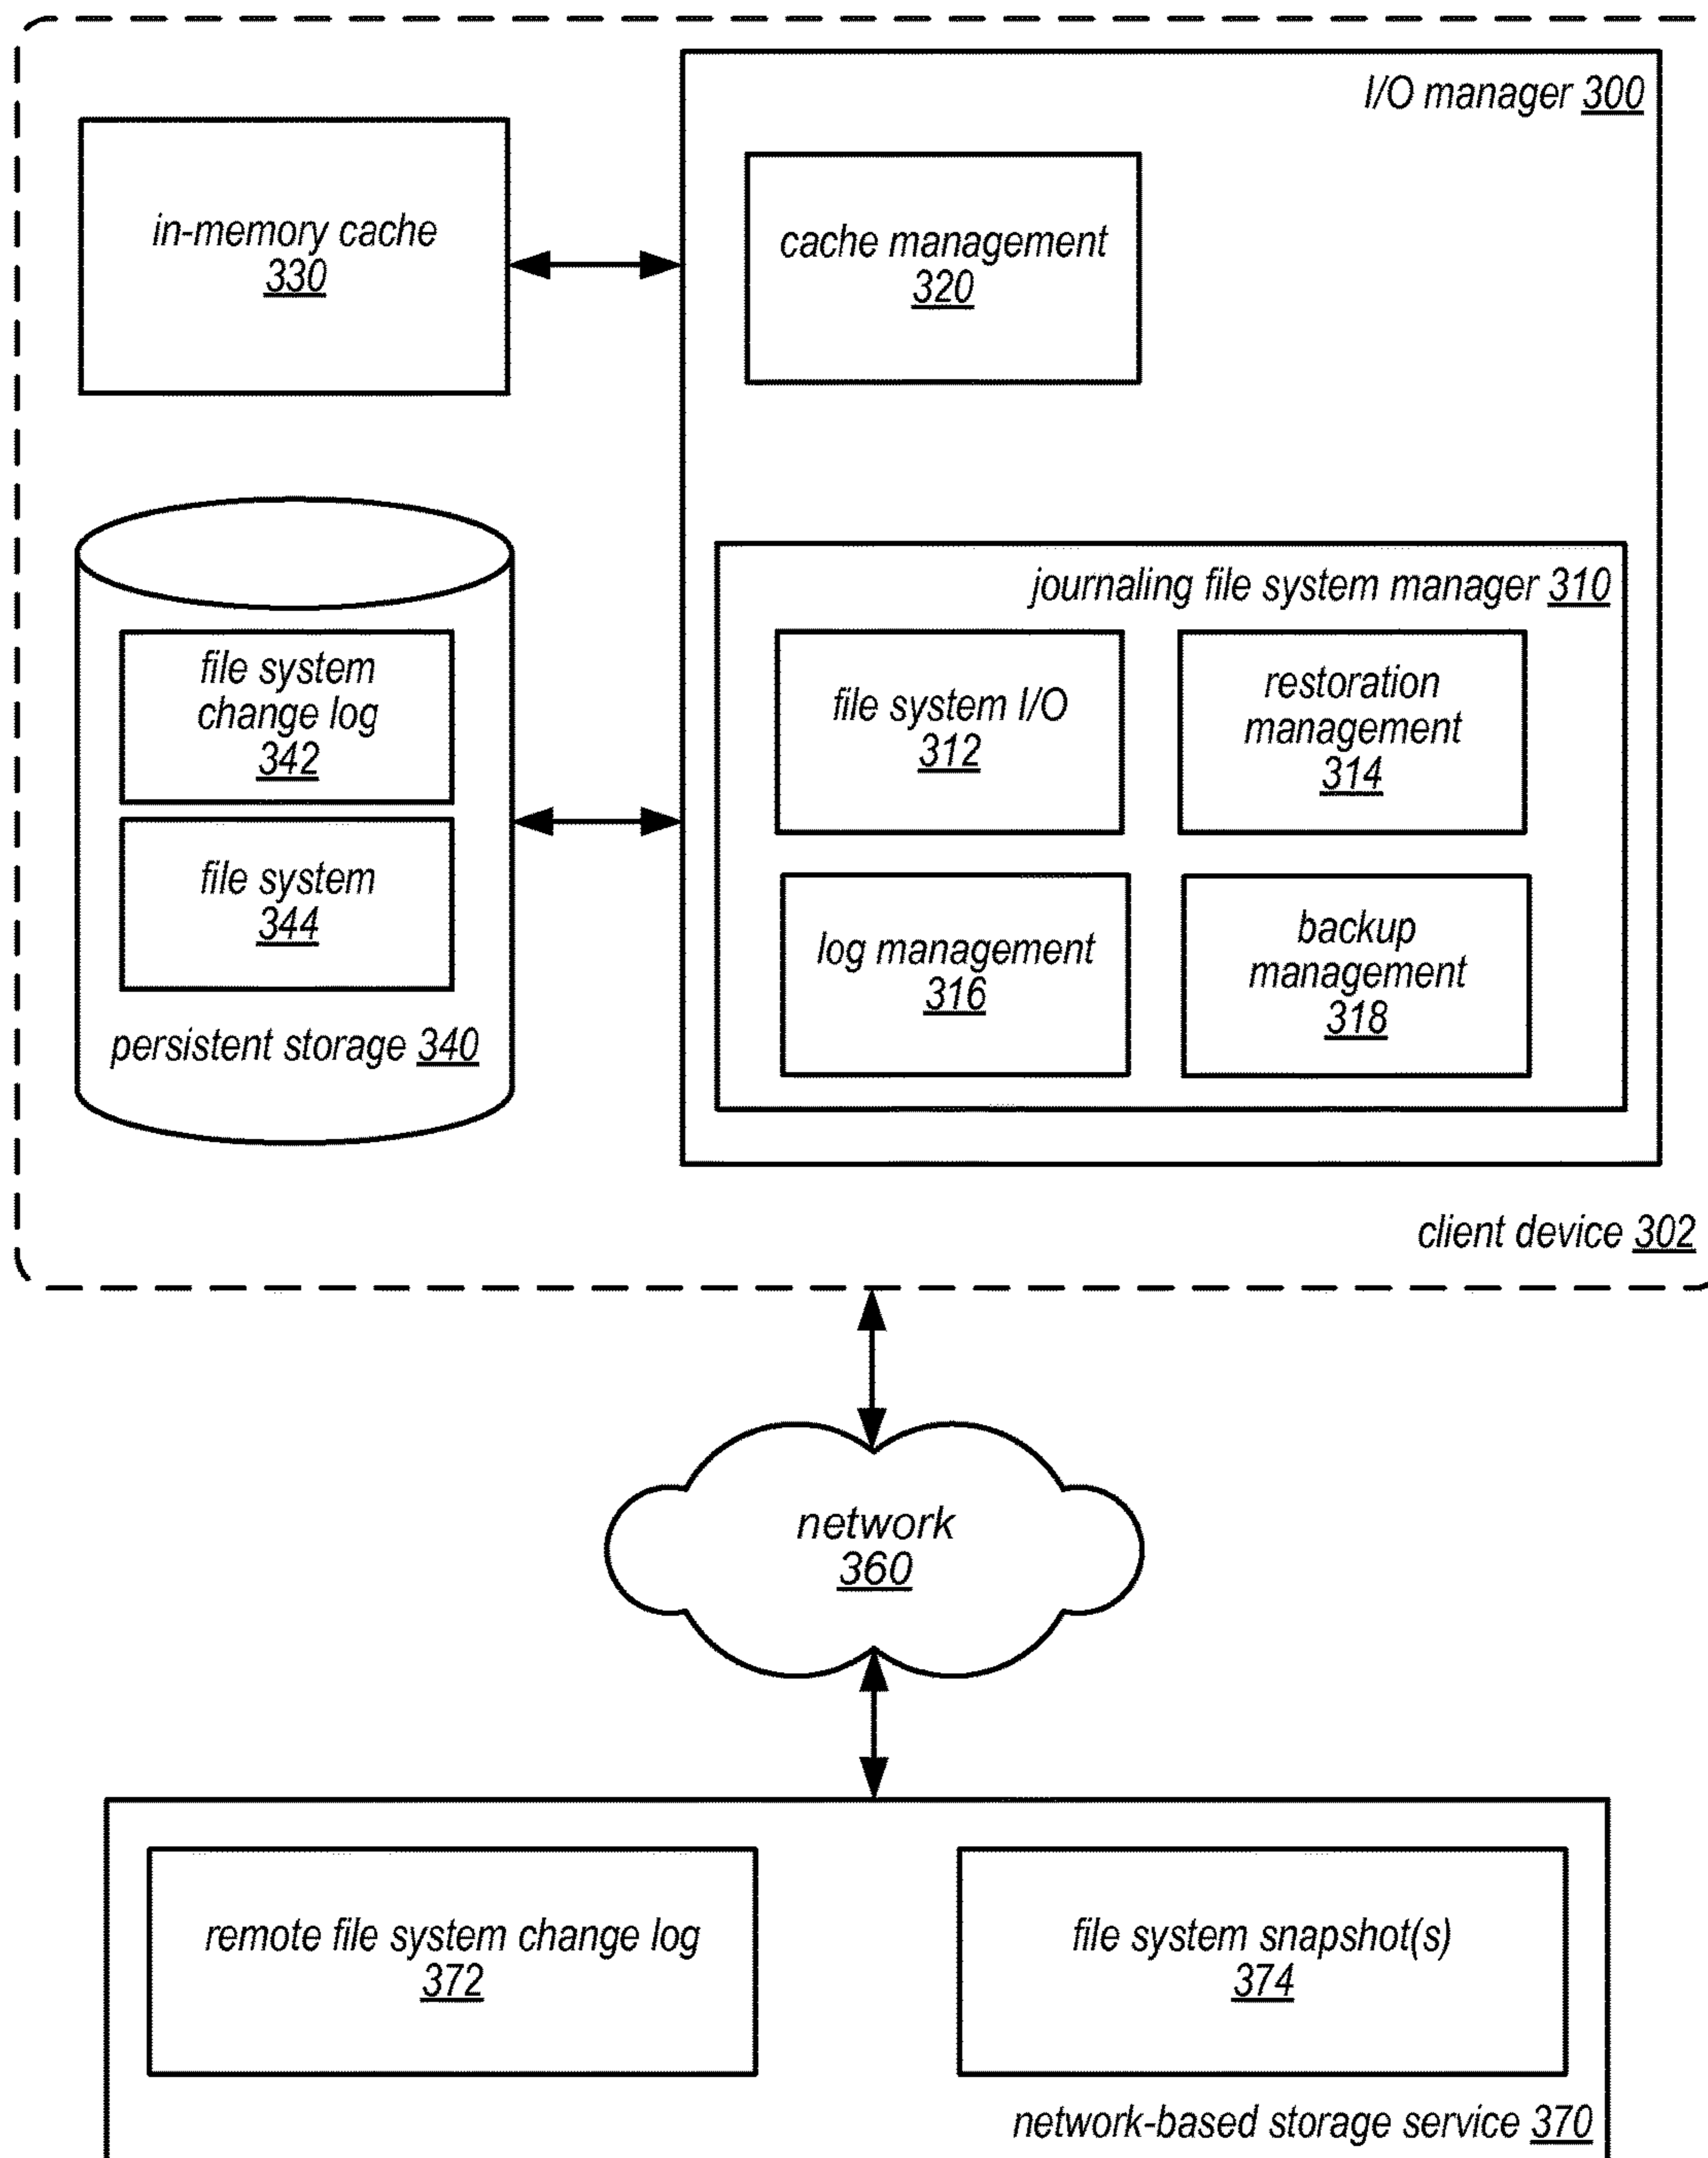 I/O manager 300
in-memory cache
330
cache management
320
journaling file system manager 310
file system
change log
342
file system I/O
312
restoration
management
314
file system
344
log management
316
backup
management
318
persistent storage 340
client device 302
network
360
remote file system change log
372
file system snapshot(s)
374
network-based storage service 370